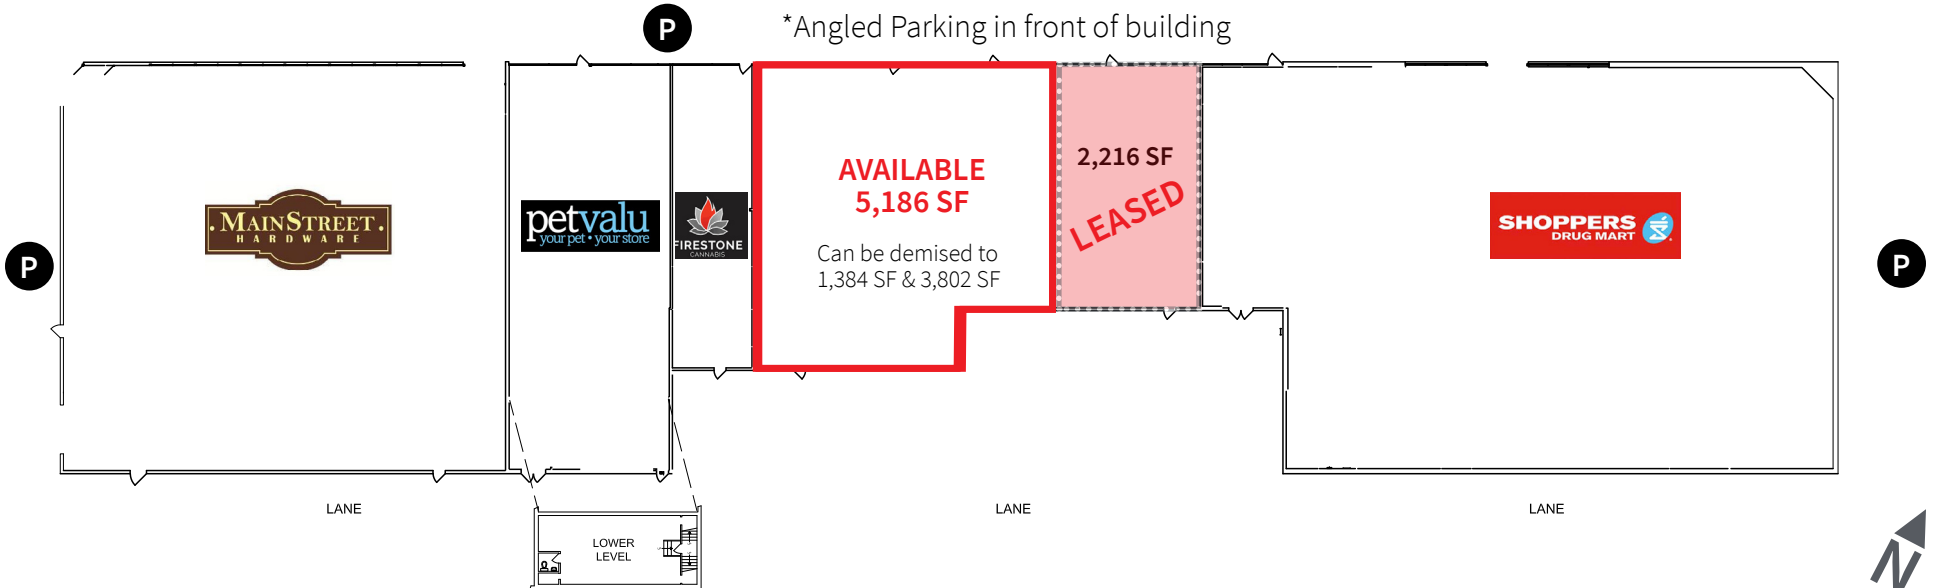 P
*Angled Parking in front of building
MAINSTREET
HARDWARE
petvalu
your pet • your store
FIRESTONE
CANNABIS
AVAILABLE
5,186 SF
Can be demised to
1,384 SF & 3,802 SF
2,216 SF
LEASED
SHOPPERS
DRUG MART
P
P
LANE
LANE
LANE
LOWER
LEVEL
N